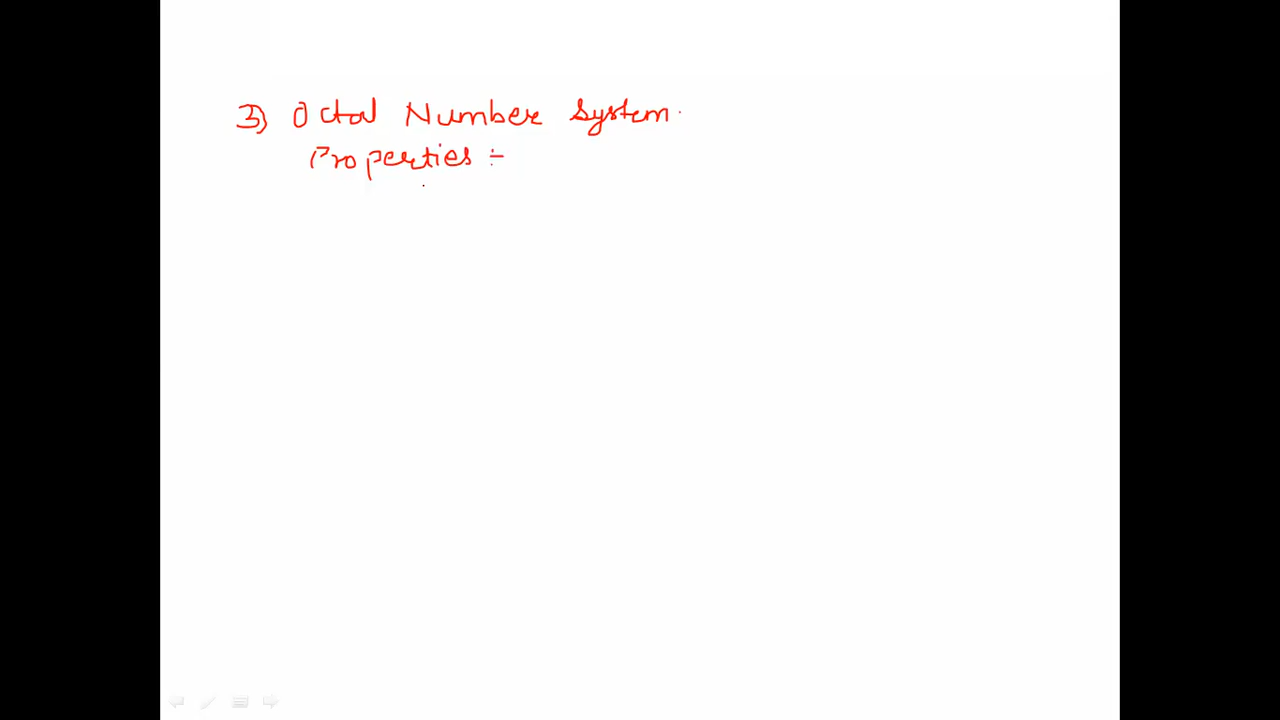 3) Octal Number System.
Properties :-